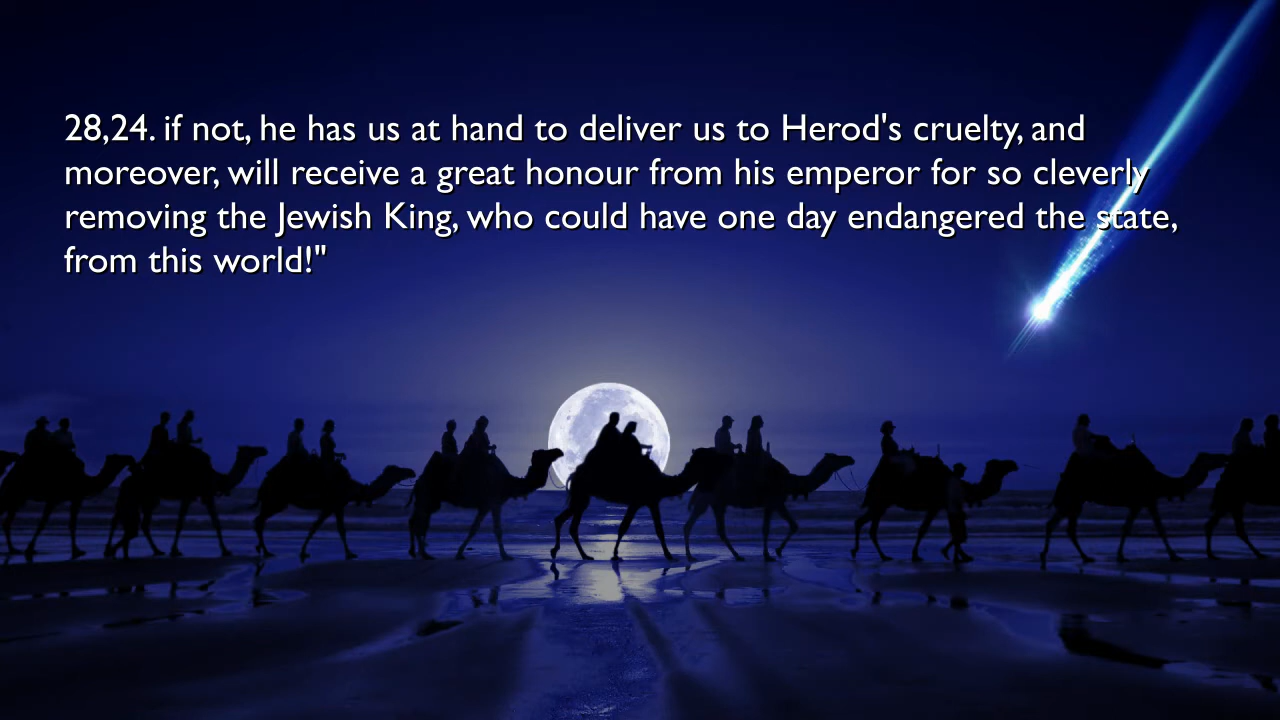 28,24. if not, he has us at hand to deliver us to Herod's cruelty, and
moreover, will receive a great honour from his emperor for so cleverly
removing the Jewish King, who could have one day endangered the state,
from this world!"